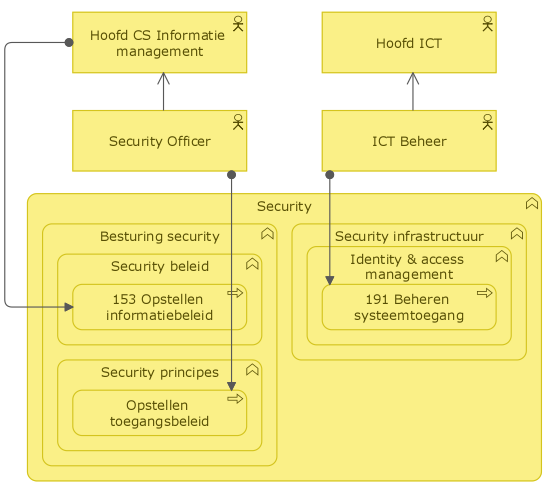 Hoofd CS Informatie
management
Hoofd ICT
Security Officer
ICT Beheer
Security
Besturing security
Security infrastructuur
Security beleid
Identity & access
management
153 Opstellen
informatiebeleid
191 Beheren
systeemtoegang
Security principes
Opstellen
toegangsbeleid